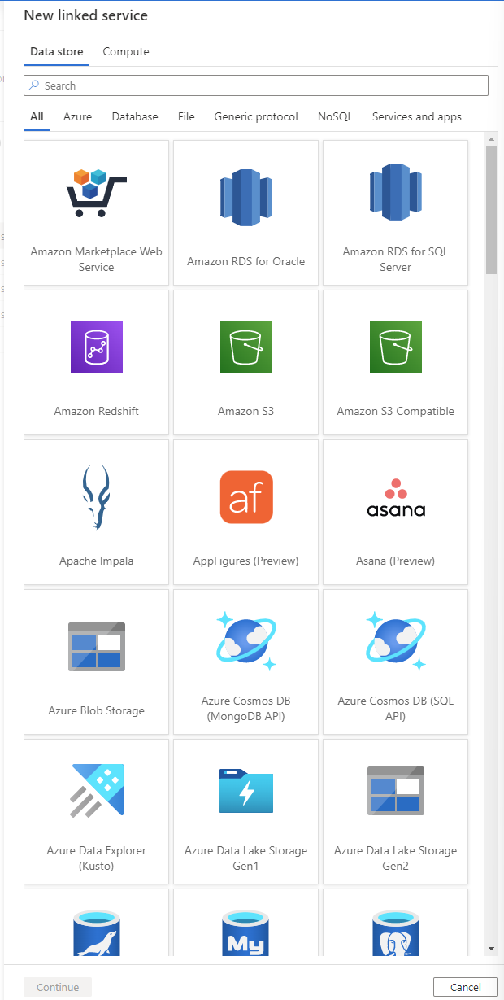 New linked service
Data store Compute
Search
All Azure Database File Generic protocol NoSQL Services and apps
Amazon Marketplace Web
Service
Amazon RDS for Oracle
Amazon RDS for SQL
Server
Amazon Redshift
Amazon S3
Amazon S3 Compatible
Apache Impala
af
AppFigures (Preview)
asana
Asana (Preview)
Azure Blob Storage
Azure Cosmos DB
(MongoDB API)
Azure Cosmos DB (SQL
API)
Azure Data Explorer
(Kusto)
Azure Data Lake Storage
Gen1
Azure Data Lake Storage
Gen2
My
Continue Cancel